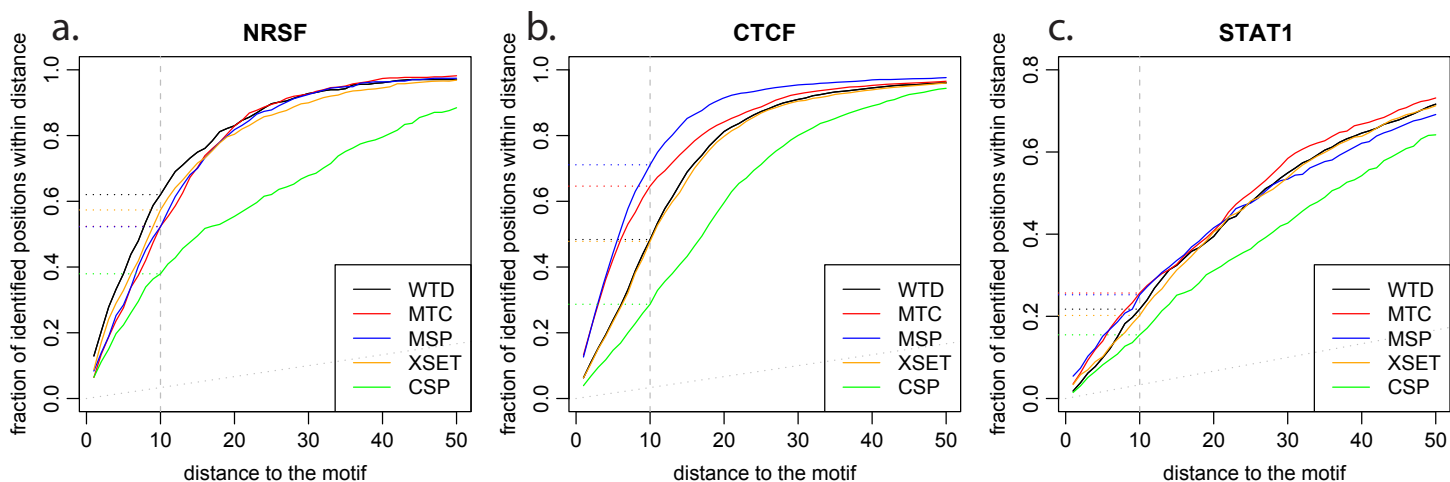 a.
NRSF
fraction of identified positions within distance
0.0 0.2 0.4 0.6 0.8 1.0
WTD
MTC
MSP
XSET
CSP
0 10 20 30 40 50
distance to the motif
b.
CTCF
fraction of identified positions within distance
0.0 0.2 0.4 0.6 0.8 1.0
WTD
MTC
MSP
XSET
CSP
0 10 20 30 40 50
distance to the motif
c.
STAT1
fraction of identified positions within distance
0.0 0.2 0.4 0.6 0.8
WTD
MTC
MSP
XSET
CSP
0 10 20 30 40 50
distance to the motif